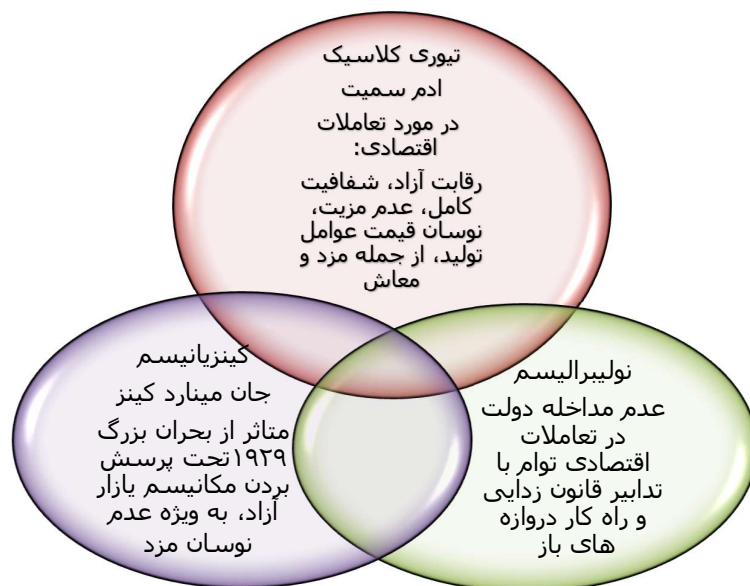 تیوری کلاسیک
ادم سمیت
در مورد تعاملات
اقتصادی:
رقابت آزاد، شفافیت
کامل، عدم مزیت،
نوسان قیمت عوامل
تولید، از جمله مزد و
معاش
کینزیانیسم
جان مینارد کینز
متاثر از بحران بزرگ
۱۹۲۹تحت پرسش
بردن مکانیسم یازار
آزاد، به ویژه عدم
نوسان مزد
نولیبرالیسم
عدم مداخله دولت
در تعاملات
اقتصادی توام با
تدابیر قانون زدایی
و راه کار دروازه
های باز